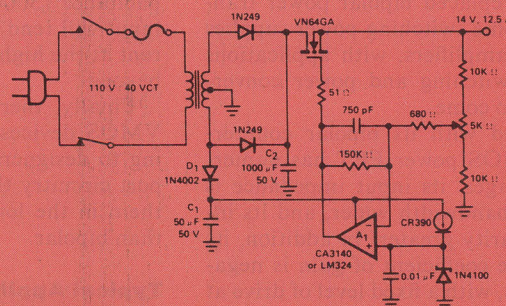 1N249
VN64GA
14 V, 12.5
110 V : 40 VCT
51 Ω
10K Ω
750 pF
680 Ω
5K Ω
1N249
C2
1000 μF
50 V
150K Ω
10K Ω
D1
1N4002
C1
50 μF
50 V
A1
CA3140
or LM324
CR390
0.01 μF
1N4100